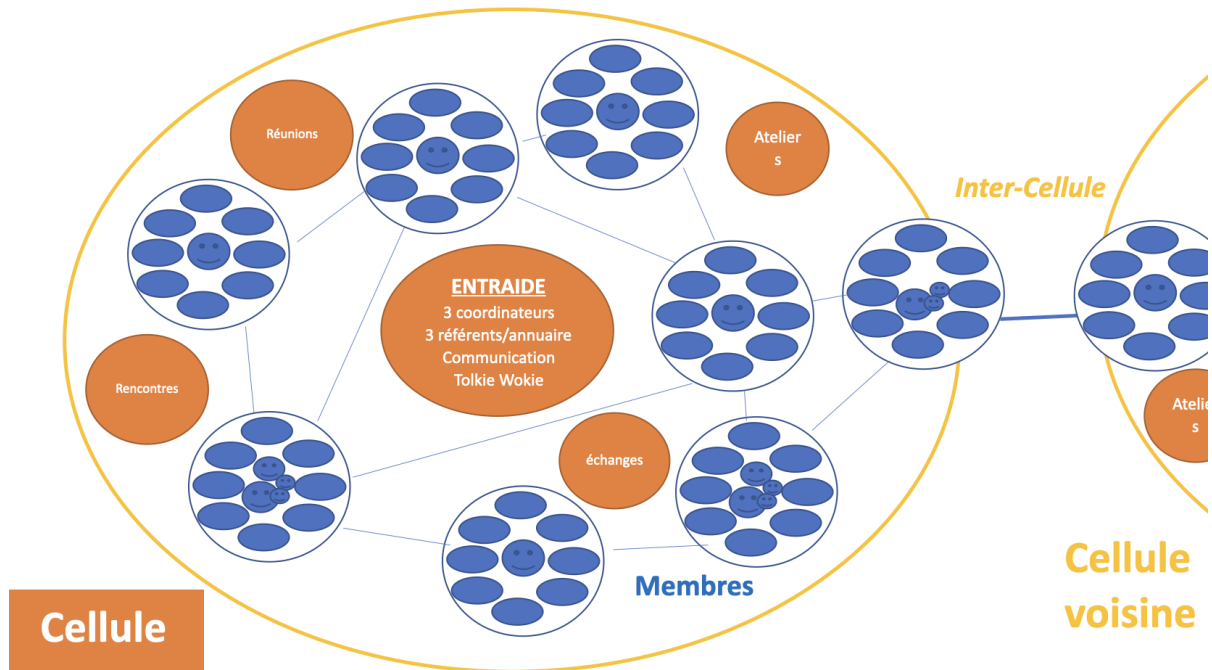 Réunions
Atelier
s
Inter-Cellule
ENTRAIDE
3 coordinateurs
3 référents/annuaire
Communication
Tolkie Wokie
Rencontres
échanges
Atelie
s
Membres
Cellule
Cellule
voisine